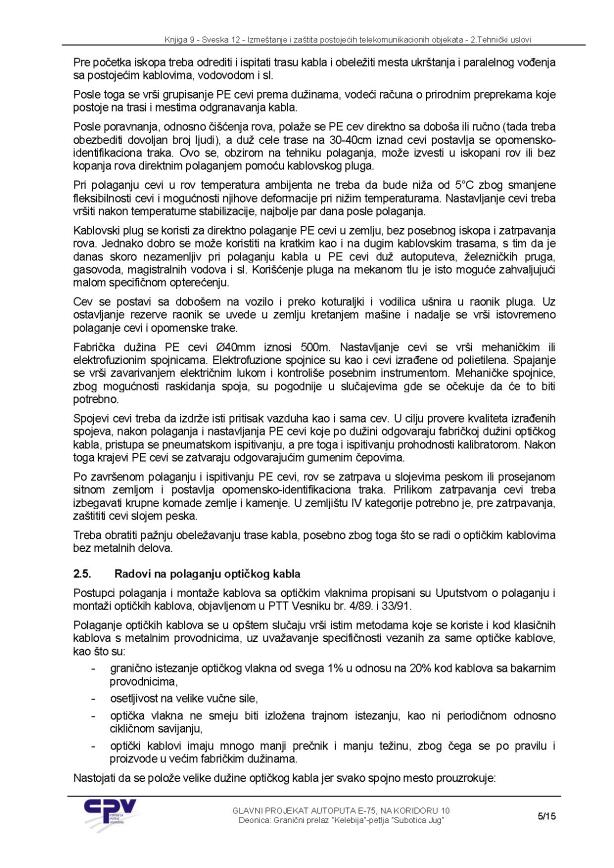 Knjiga 9 - Sveska 12 - Izmeštanje i zaštita postojećih telekomunikacionih objekata - 2.Tehnički uslovi
Pre početka iskopa treba odrediti i ispitati trasu kabla i obeležiti mesta ukrštanja i paralelnog vođenja
sa postojećim kablovima, vodovodom i sl.
Posle toga se vrši grupisanje PE cevi prema dužinama, vodeći računa o prirodnim preprekama koje
postoje na trasi i mestima odgranavanja kabla.
Posle poravnanja, odnosno čišćenja rova, polaže se PE cev direktno sa doboša ili ručno (tada treba
obezbediti dovoljan broj ljudi), a duž cele trase na 30-40cm iznad cevi postavlja se opomensko-
identifikaciona traka. Ovo se, obzirom na tehniku polaganja, može izvesti u iskopani rov ili bez
kopanja rova direktnim polaganjem pomoću kablovskog pluga.
Pri polaganju cevi u rov temperatura ambijenta ne treba da bude niža od 5°C zbog smanjene
fleksibilnosti cevi i mogućnosti njihove deformacije pri nižim temperaturama. Nastavljanje cevi treba
vršiti nakon temperaturne stabilizacije, najbolje par dana posle polaganja.
Kablovski plug se koristi za direktno polaganje PE cevi u zemlju, bez posebnog iskopa i zatrpavanja
rova. Jednako dobro se može koristiti na kratkim kao i na dugim kablovskim trasama, s tim da je
danas skoro nezamenljiv pri polaganju kabla u PE cevi duž autoputeva, železničkih pruga,
gasovoda, magistralnih vodova i sl. Korišćenje pluga na mekanom tlu je isto moguće zahvaljujući
malom specifičnom opterećenju.
Cev se postavi sa dobošem na vozilo i preko koturaljki i vodilica ušnira u raonik pluga. Uz
ostavljanje rezerve raonik se uvede u zemlju kretanjem mašine i nadalje se vrši istovremeno
polaganje cevi i opomenske trake.
Fabrička dužina PE cevi Ø40mm iznosi 500m. Nastavljanje cevi se vrši mehaničkim ili
elektrofuzionim spojnicama. Elektrofuzione spojnice su kao i cevi izrađene od polietilena. Spajanje
se vrši zavarivanjem električnim lukom i kontroliše posebnim instrumentom. Mehaničke spojnice,
zbog mogućnosti raskidanja spoja, su pogodnije u slučajevima gde se očekuje da će to biti
potrebno.
Spojevi cevi treba da izdrže isti pritisak vazduha kao i sama cev. U cilju provere kvaliteta izrađenih
spojeva, nakon polaganja i nastavljanja PE cevi koje po dužini odgovaraju fabričkoj dužini optičkog
kabla, pristupa se pneumatskom ispitivanju, a pre toga i ispitivanju prohodnosti kalibratorom. Nakon
toga krajevi PE cevi se zatvaraju odgovarajućim gumenim čepovima.
Po završenom polaganju i ispitivanju PE cevi, rov se zatrpava u slojevima peskom ili prosejanom
sitnom zemljom i postavlja opomensko-identifikaciona traka. Prilikom zatrpavanja cevi treba
izbegavati krupne komade zemlje i kamenje. U zemljištu IV kategorije potrebno je, pre zatrpavanja,
zaštititi cevi slojem peska.
Treba obratiti pažnju obeležavanju trase kabla, posebno zbog toga što se radi o optičkim kablovima
bez metalnih delova.
2.5. Radovi na polaganju optičkog kabla
Postupci polaganja i montaže kablova sa optičkim vlaknima propisani su Uputstvom o polaganju i
montaži optičkih kablova, objavljenom u PTT Vesniku br. 4/89. i 33/91.
Polaganje optičkih kablova se u opštem slučaju vrši istim metodama koje se koriste i kod klasičnih
kablova s metalnim provodnicima, uz uvažavanje specifičnosti vezanih za same optičke kablove,
kao što su:
- granično istezanje optičkog vlakna od svega 1% u odnosu na 20% kod kablova sa bakarnim
provodnicima,
- osetljivost na velike vučne sile,
- optička vlakna ne smeju biti izložena trajnom istezanju, kao ni periodičnom odnosno
cikličnom savijanju,
- optički kablovi imaju mnogo manji prečnik i manju težinu, zbog čega se po pravilu i
proizvode u većim fabričkim dužinama.
Nastojati da se polože velike dužine optičkog kabla jer svako spojno mesto prouzrokuje:
CPV
GLAVNI PROJEKAT AUTOPUTA E-75, NA KORIDORU 10
Deonica: Granični prelaz "Kelebija"-petlja "Subotica Jug"
5/15